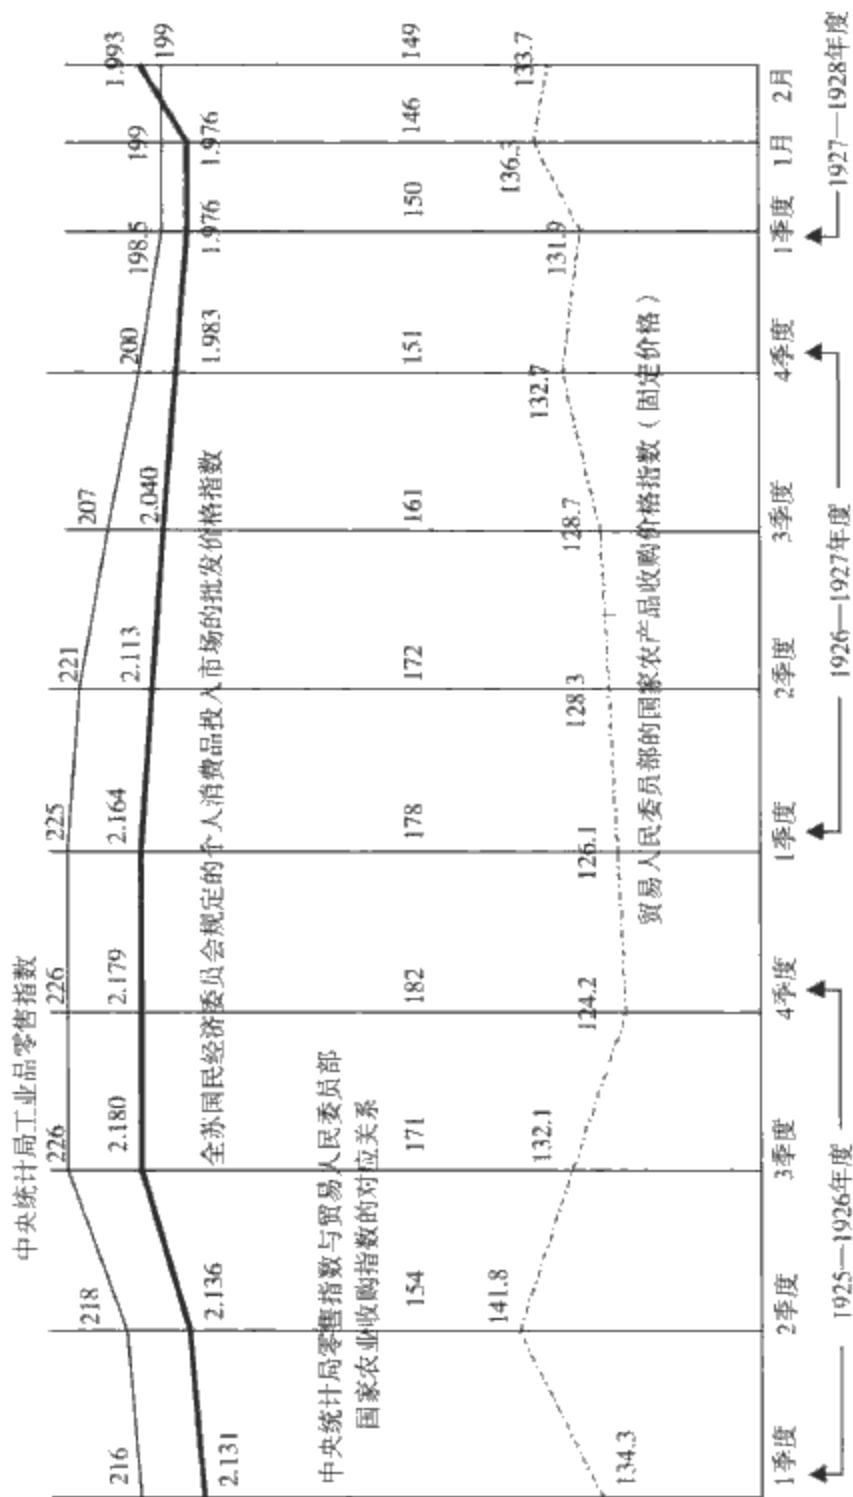 中央统计局工业品零售指数
216 218 226 226 225 221 207 200 198.5 199 199
2.131 2.136 2.180 2.179 2.164 2.113 2.040 1.983 1.976 1.976 1.993
全苏国民经济委员会规定的个人消费品投入市场的批发价格指数
中央统计局零售指数与贸易人民委员部
国家农业收购指数的对应关系
154 171 182 178 172 161 151 150 146 149
134.3 141.8 132.1 124.2 126.1 128.3 128.7 132.7 131.9 136.3 133.7
贸易人民委员部的国家农产品收购价格指数（固定价格）
1季度 2季度 3季度 4季度 1季度 2季度 3季度 4季度 1季度 1月 2月
1925—1926年度 1926—1927年度 1927—1928年度